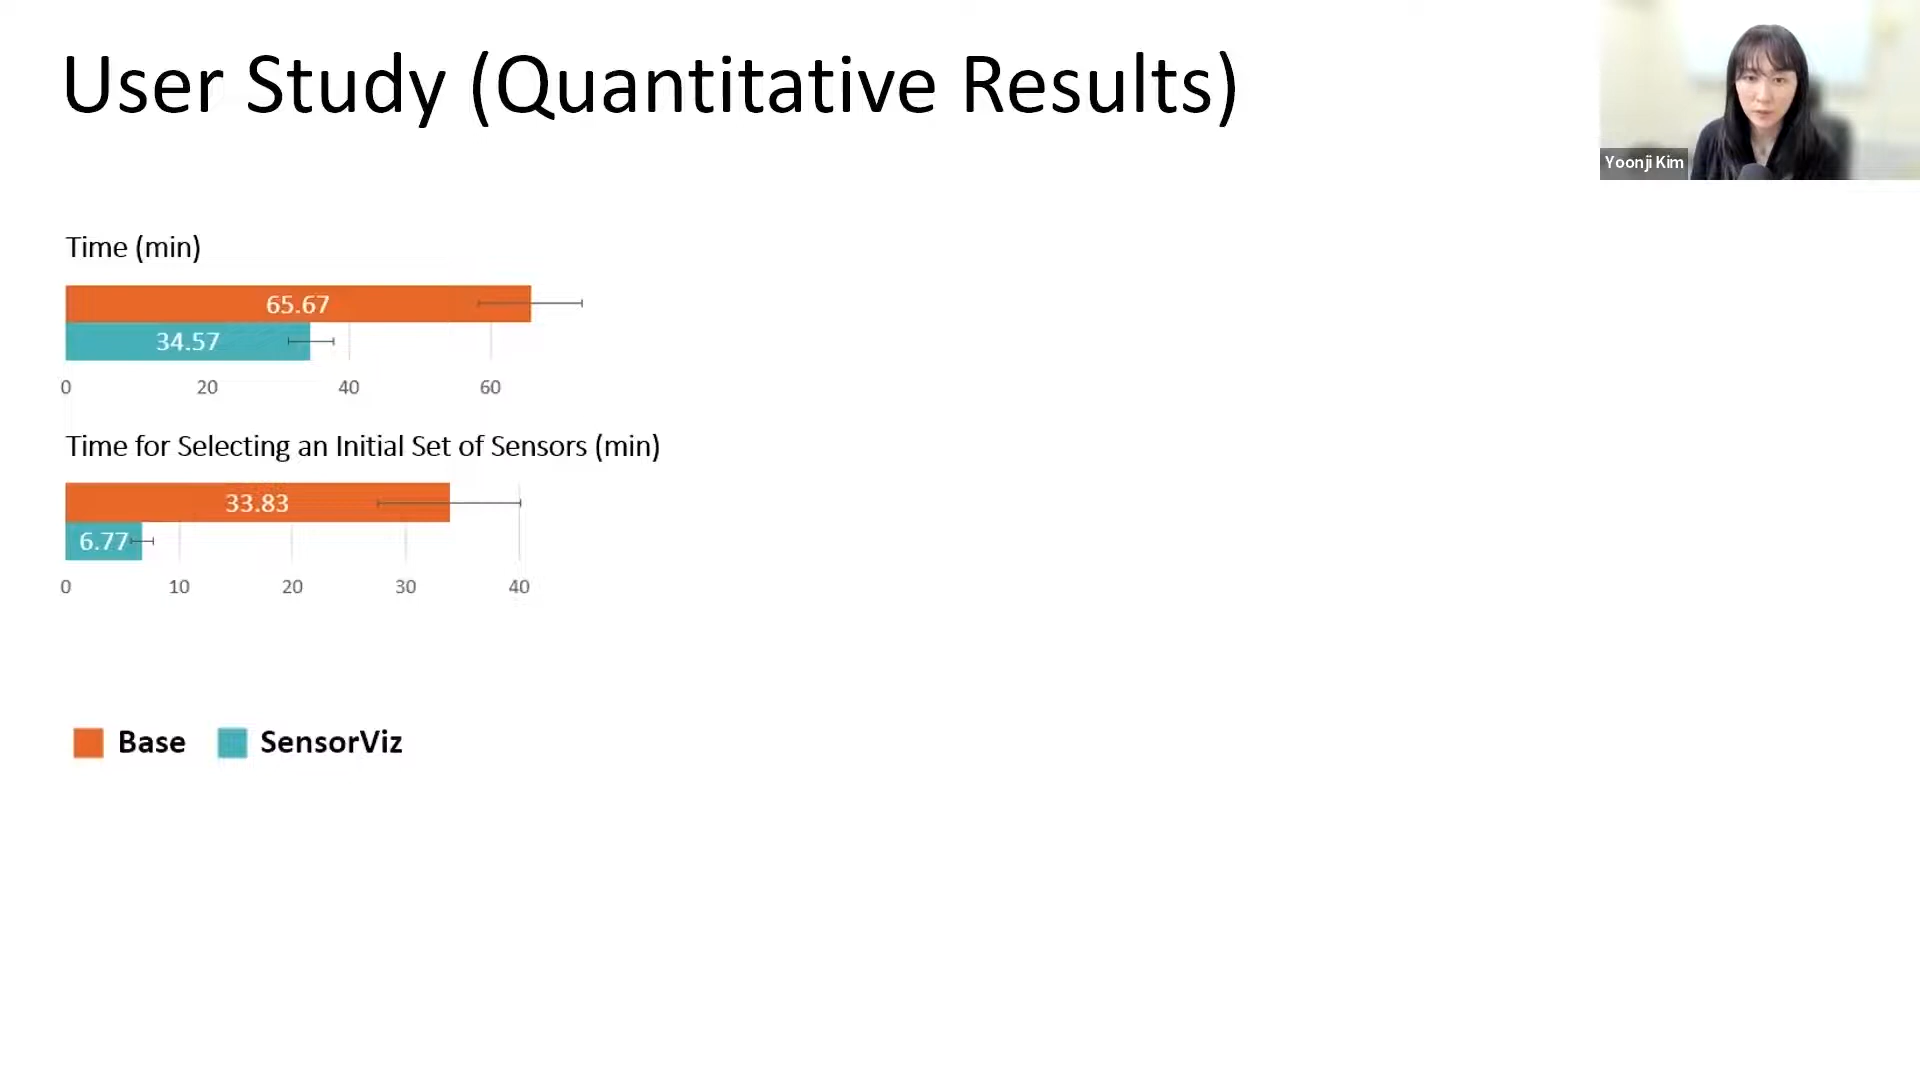 User Study (Quantitative Results)
Yoonji Kim
Time (min)
65.67
34.57
0 20 40 60
Time for Selecting an Initial Set of Sensors (min)
33.83
6.77
0 10 20 30 40
Base SensorViz